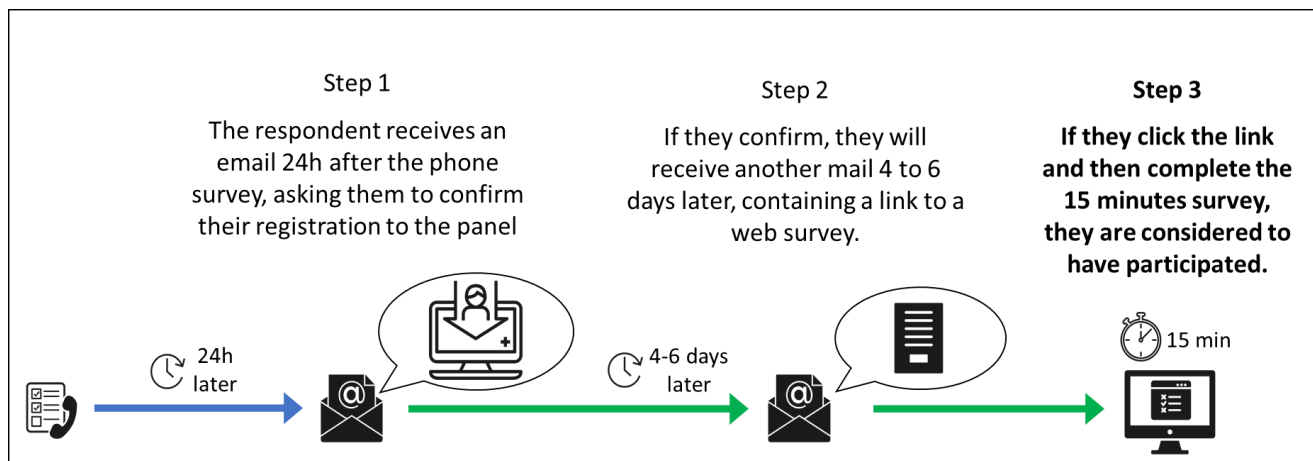 Step 1
The respondent receives an
email 24h after the phone
survey, asking them to confirm
their registration to the panel
Step 2
If they confirm, they will
receive another mail 4 to 6
days later, containing a link to a
web survey.
Step 3
If they click the link
and then complete the
15 minutes survey,
they are considered to
have participated.
24h
later
@
4-6 days
later
@
15 min